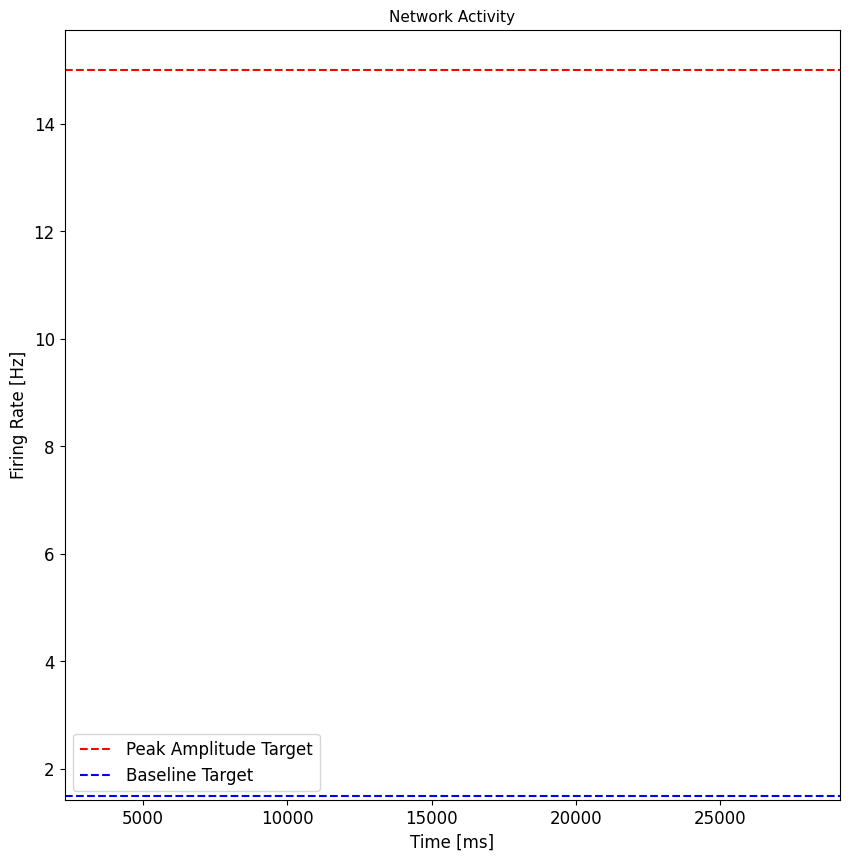 Network Activity
14
12
10
8
6
4
2
Firing Rate [Hz]
Peak Amplitude Target
Baseline Target
5000 10000 15000 20000 25000
Time [ms]